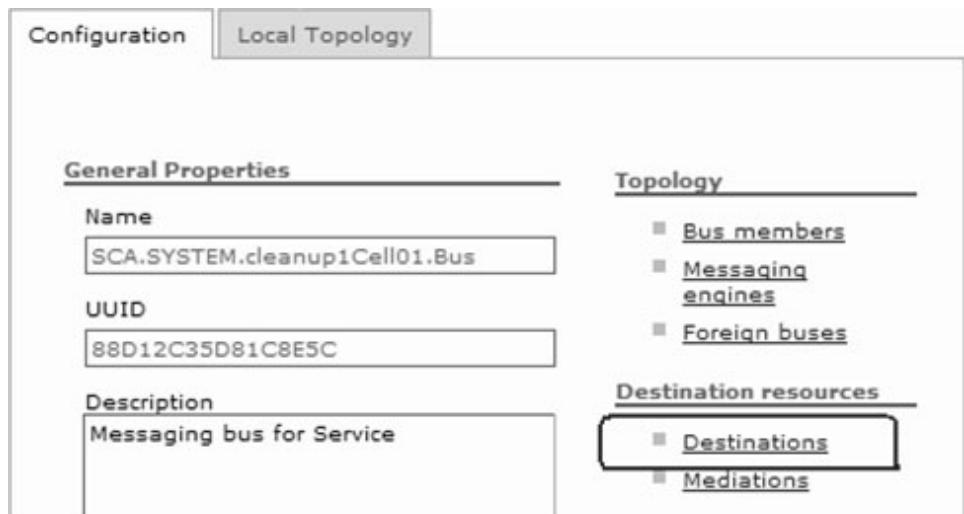 Configuration
Local Topology
General Properties
Name
SCA.SYSTEM.cleanup1Cell01.Bus
UUID
88D12C35D81C8E5C
Description
Messaging bus for Service
Topology
Bus members
Messaging
engines
Foreign buses
Destination resources
Destinations
Mediations